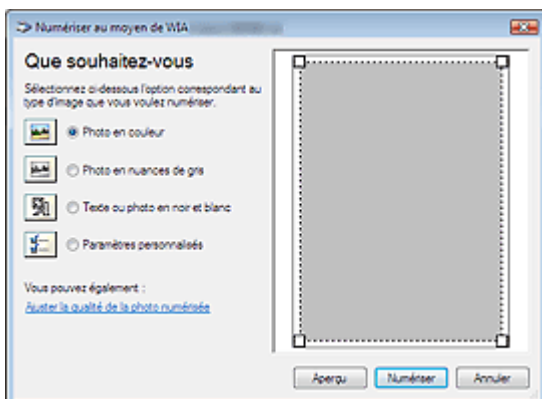 Numériser au moyen de WIA
Que souhaitez-vous
Sélectionnez ci-dessous l'option correspondant au
type d'image que vous voulez numériser.
Photo en couleur
Photo en nuances de gris
Texte ou photo en noir et blanc
Paramètres personnalisés
Vous pouvez également :
Ajuster la qualité de la photo numérisée
Aperçu
Numériser
Annuler